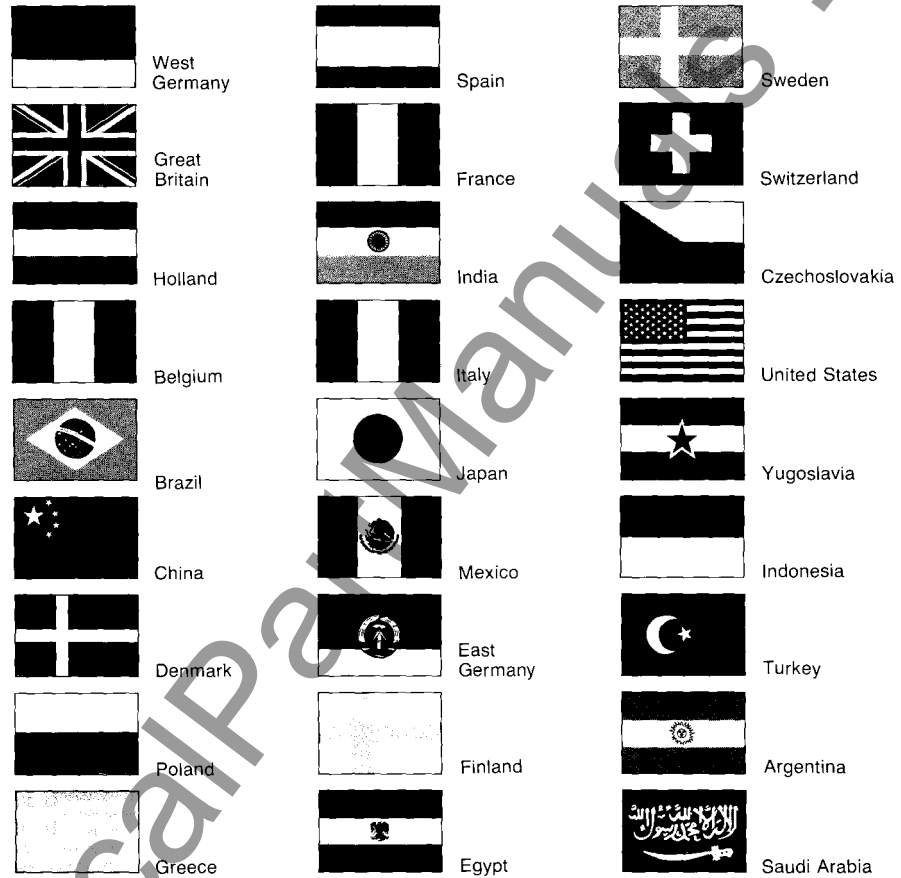 West
Germany
Spain
Sweden
Great
Britain
France
Switzerland
Holland
India
Czechoslovakia
Belgium
Italy
United States
Brazil
Japan
Yugoslavia
China
Mexico
Indonesia
Denmark
East
Germany
Turkey
Poland
Finland
Argentina
Greece
Egypt
Saudi Arabia
calPartManuals